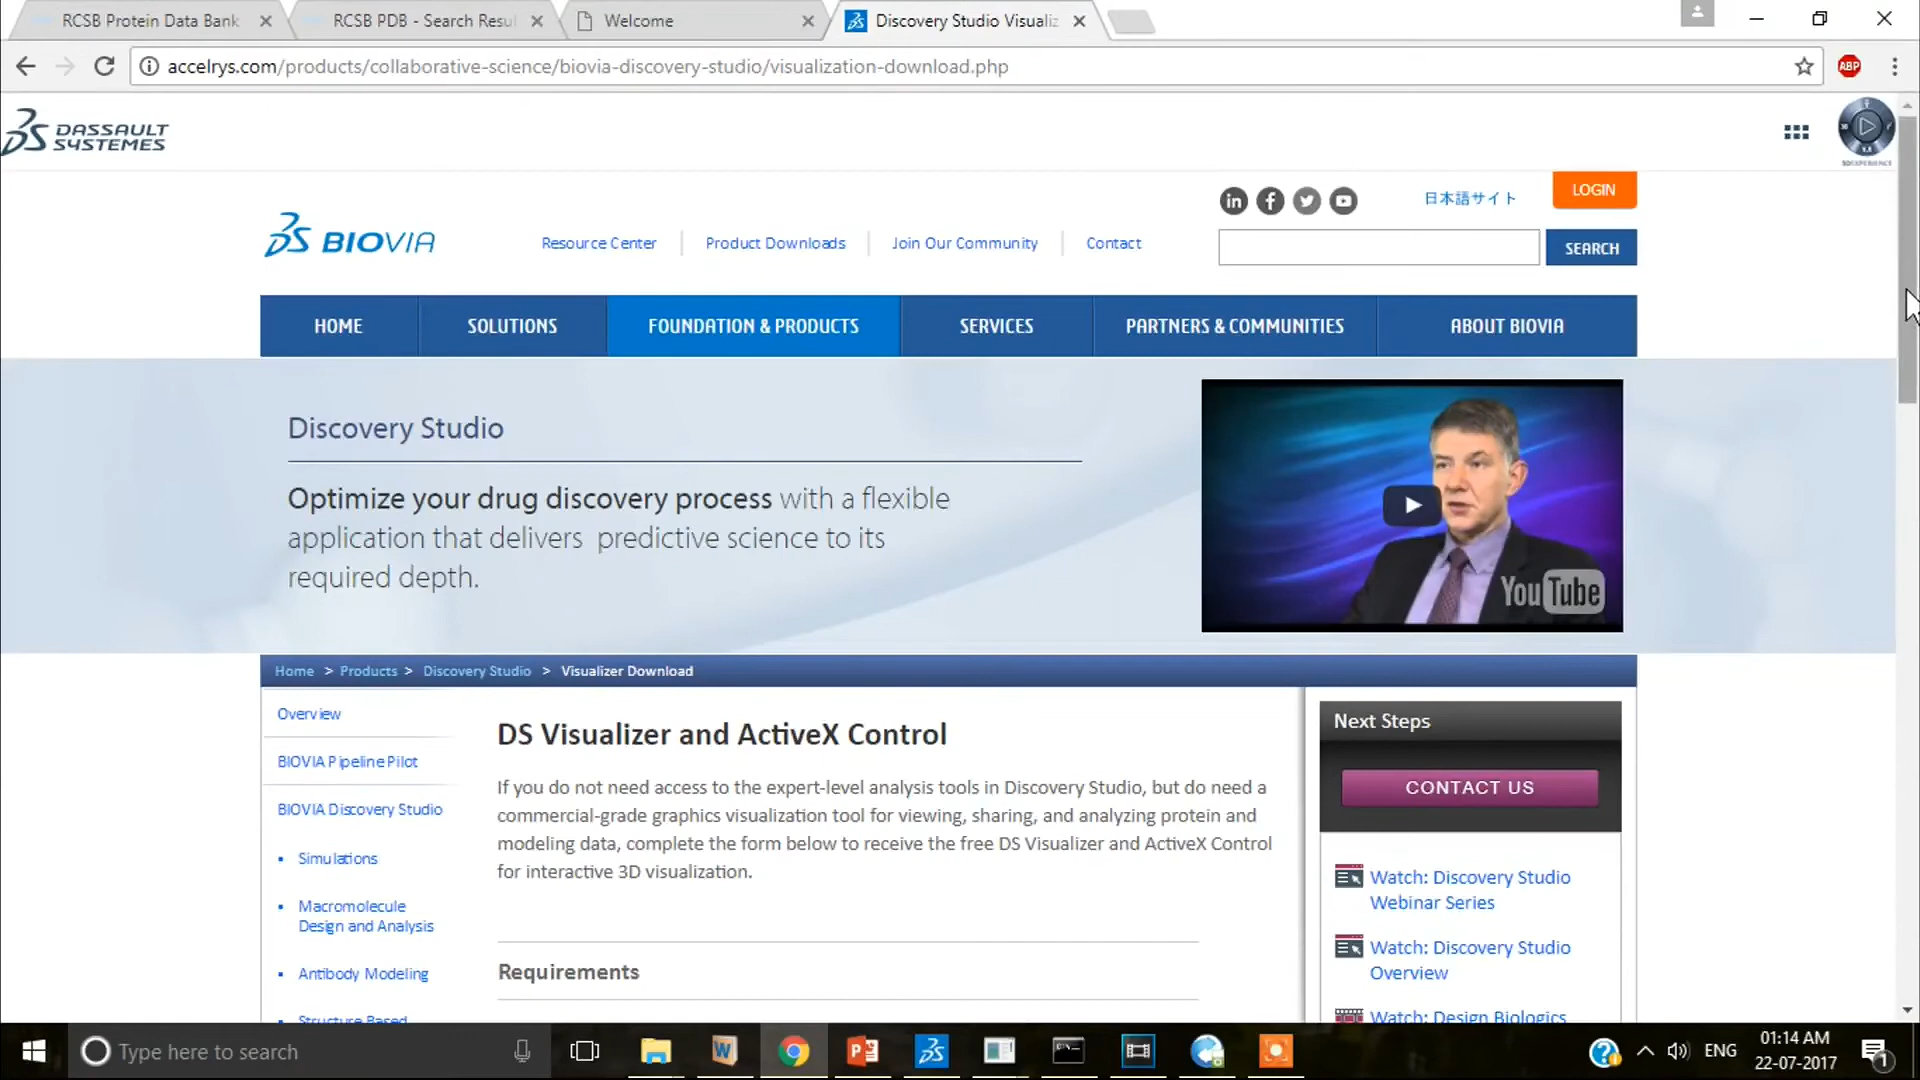 RCSB Protein Data Bank
RCSB PDB - Search Resul
Welcome
Discovery Studio Visualiz
accelrys.com/products/collaborative-science/biovia-discovery-studio/visualization-download.php
ABP
DASSAULT
SYSTEMES
3DEXPERIENCE
日本語サイト
LOGIN
BIOVIA
Resource Center
Product Downloads
Join Our Community
Contact
SEARCH
HOME
SOLUTIONS
FOUNDATION & PRODUCTS
SERVICES
PARTNERS & COMMUNITIES
ABOUT BIOVIA
Discovery Studio
Optimize your drug discovery process with a flexible
application that delivers predictive science to its
required depth.
YouTube
Home > Products > Discovery Studio > Visualizer Download
Overview
BIOVIA Pipeline Pilot
BIOVIA Discovery Studio
Simulations
Macromolecule
Design and Analysis
Antibody Modeling
Structure Based
DS Visualizer and ActiveX Control
If you do not need access to the expert-level analysis tools in Discovery Studio, but do need a
commercial-grade graphics visualization tool for viewing, sharing, and analyzing protein and
modeling data, complete the form below to receive the free DS Visualizer and ActiveX Control
for interactive 3D visualization.
Requirements
Next Steps
CONTACT US
Watch: Discovery Studio
Webinar Series
Watch: Discovery Studio
Overview
Watch: Design Biologics
Type here to search
ENG
01:14 AM
22-07-2017
1